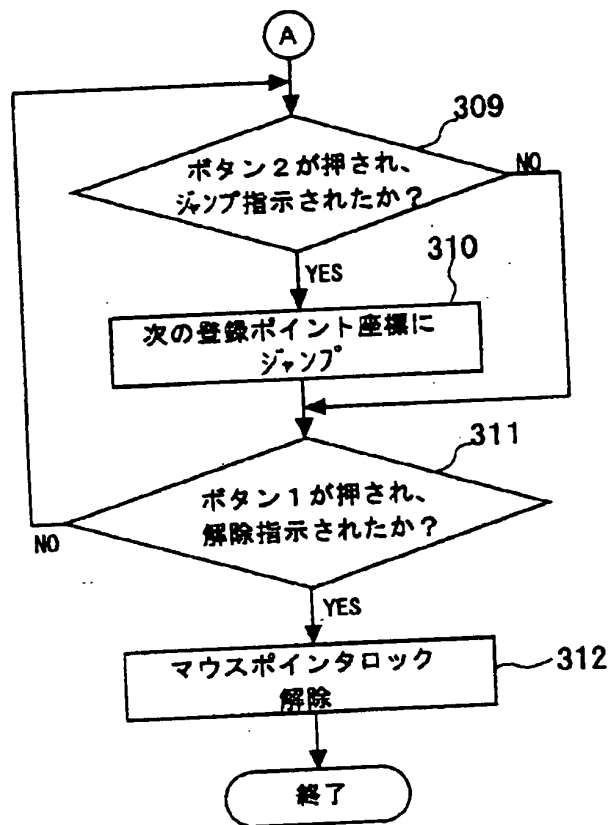 A
309
ボタン2が押され、
ジャンプ指示されたか?
NO
YES
310
次の登録ポイント座標に
ジャンプ
311
ボタン1が押され、
解除指示されたか?
NO
YES
マウスポインタロック
解除
312
終了